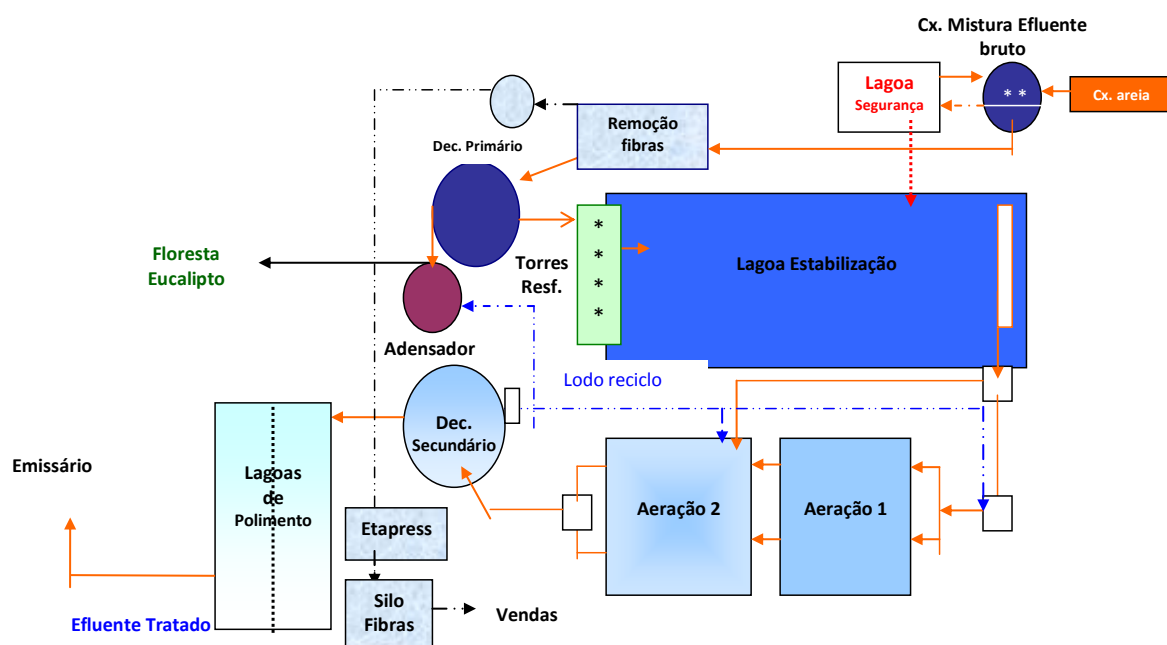 Cx. Mistura Efluente
bruto
Lagoa
Segurança
* *
Cx. areia
Remoção
fibras
Dec. Primário
*
*
*
*
Torres
Resf.
Lagoa Estabilização
Floresta
Eucalipto
Adensador
Lodo reciclo
Dec.
Secundário
Lagoas
de
Polimento
Emissário
Aeração 2
Aeração 1
Etapress
Silo
Fibras
Vendas
Efluente Tratado